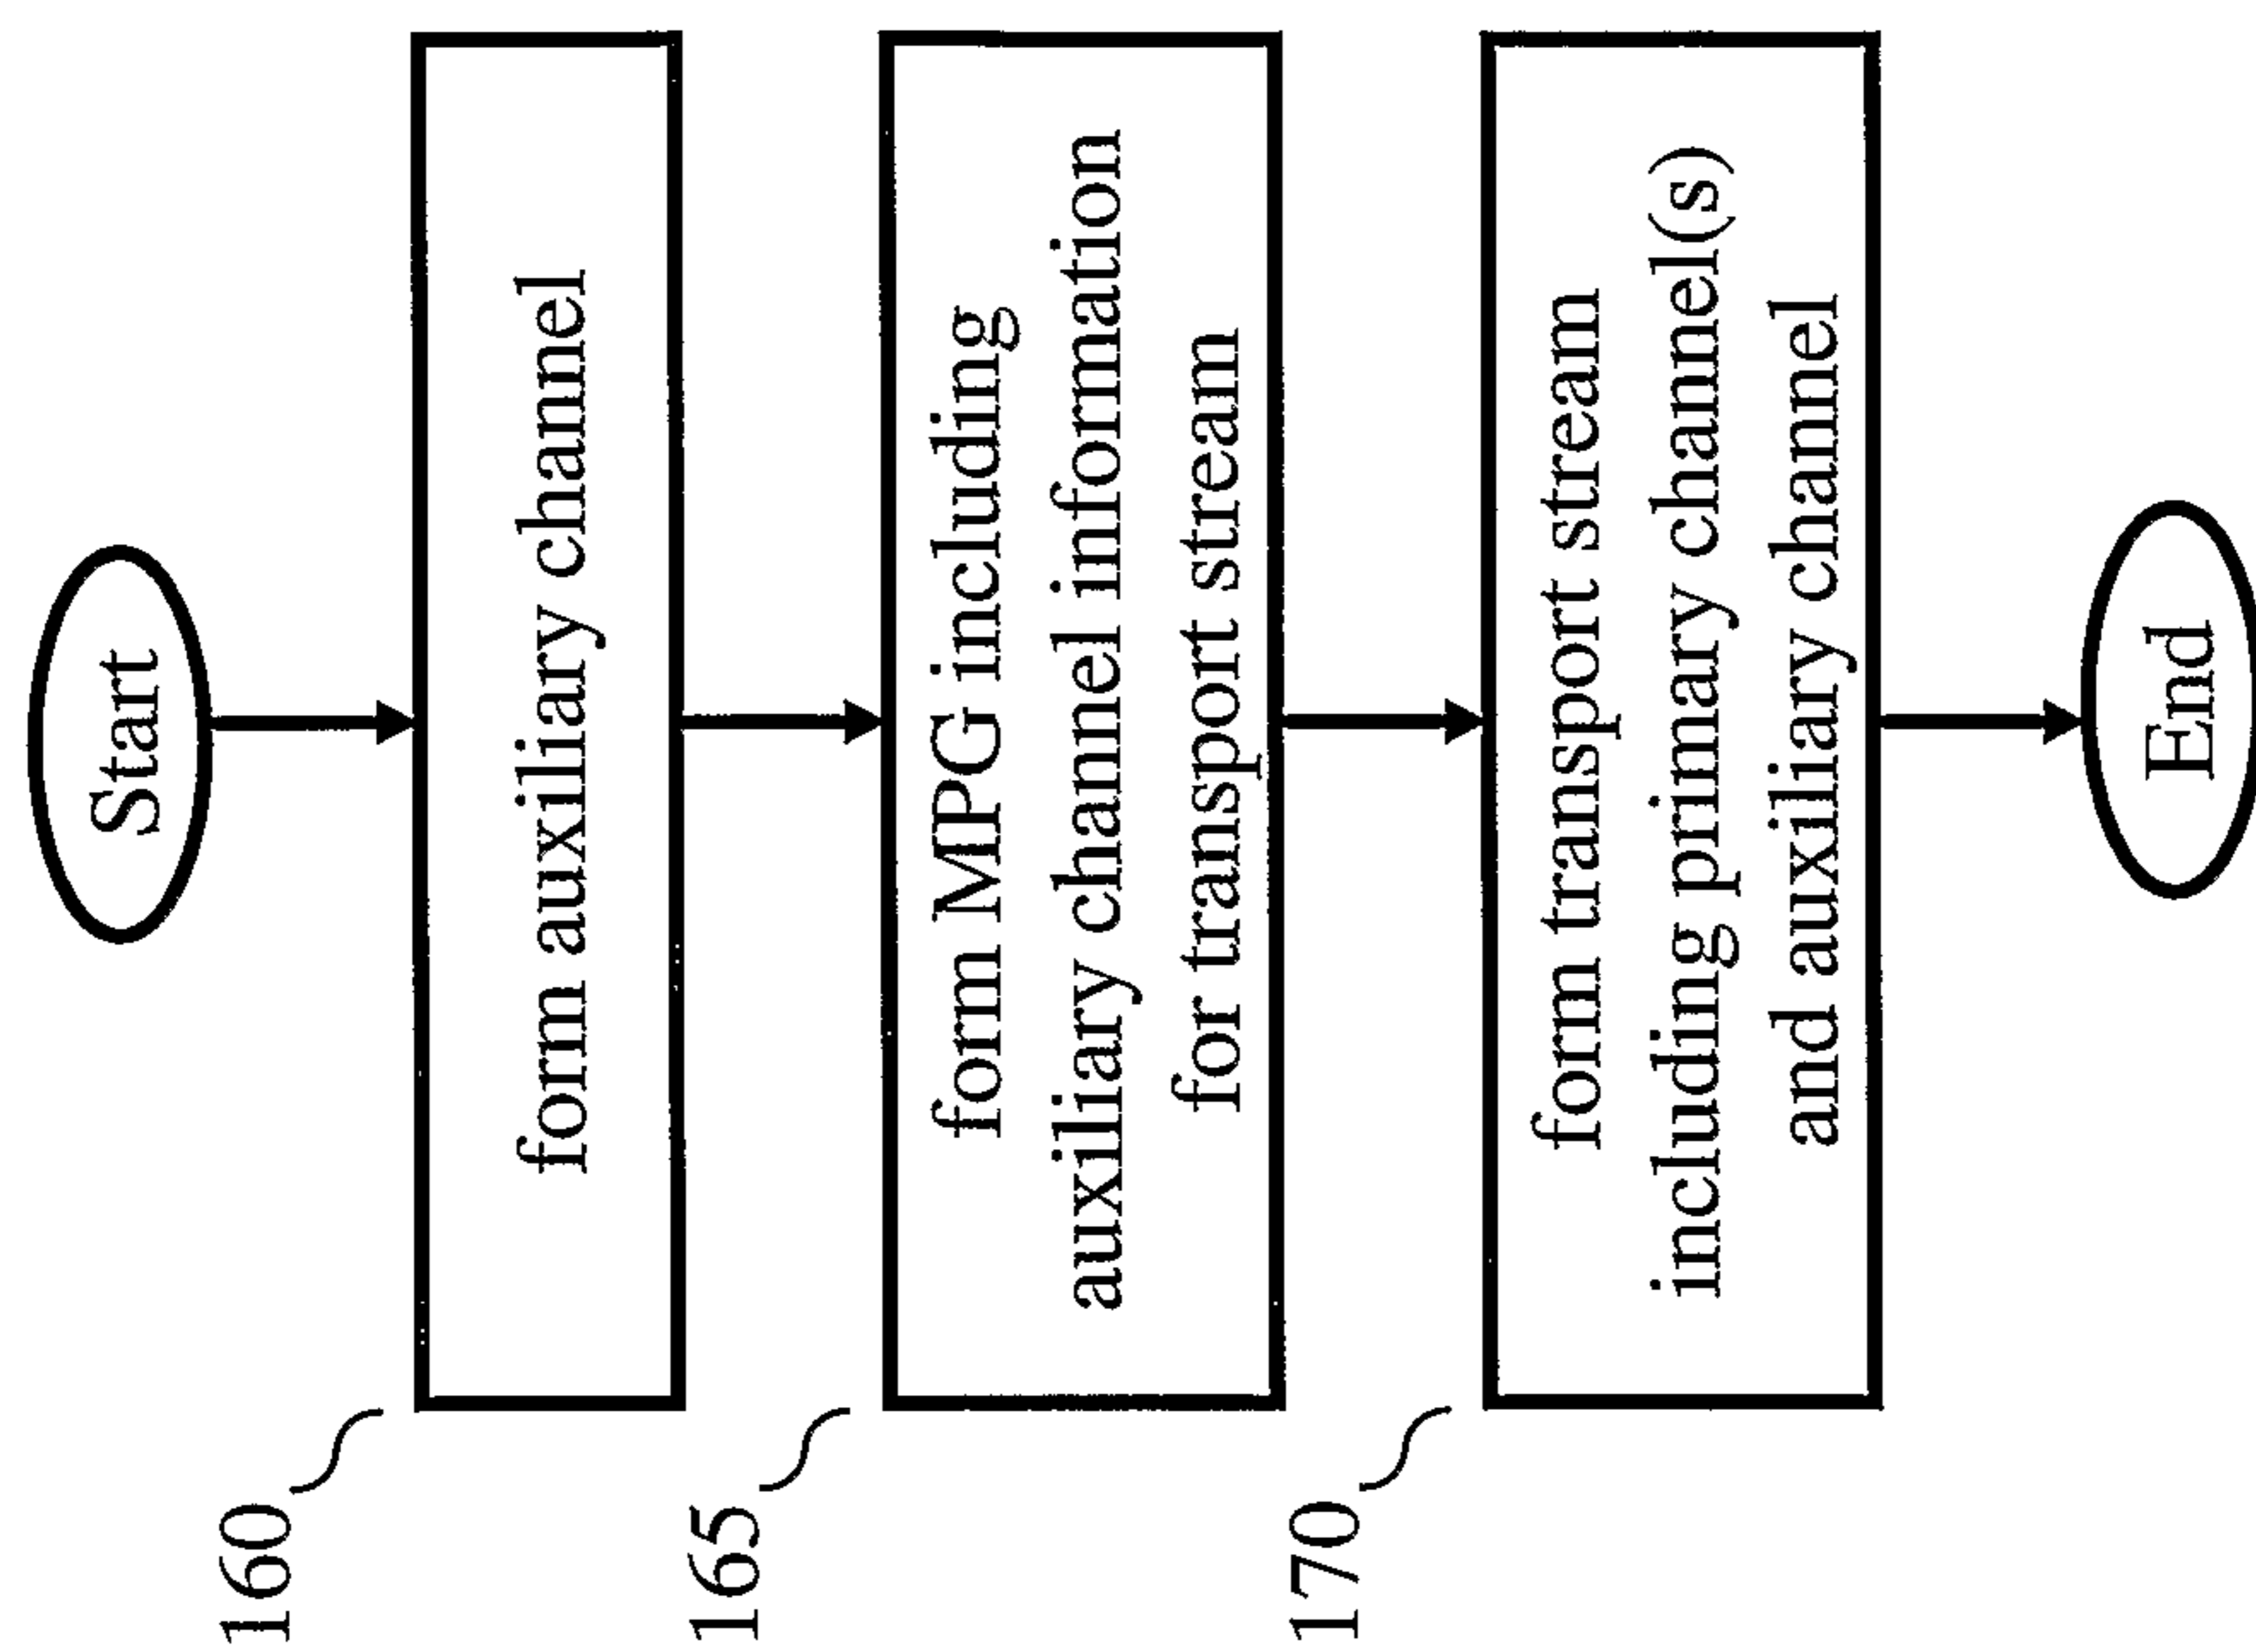 Start
160
form auxiliary channel
165
form MPG including
auxiliary channel information
for transport stream
170
form transport stream
including primary channel(s)
and auxiliary channel
End